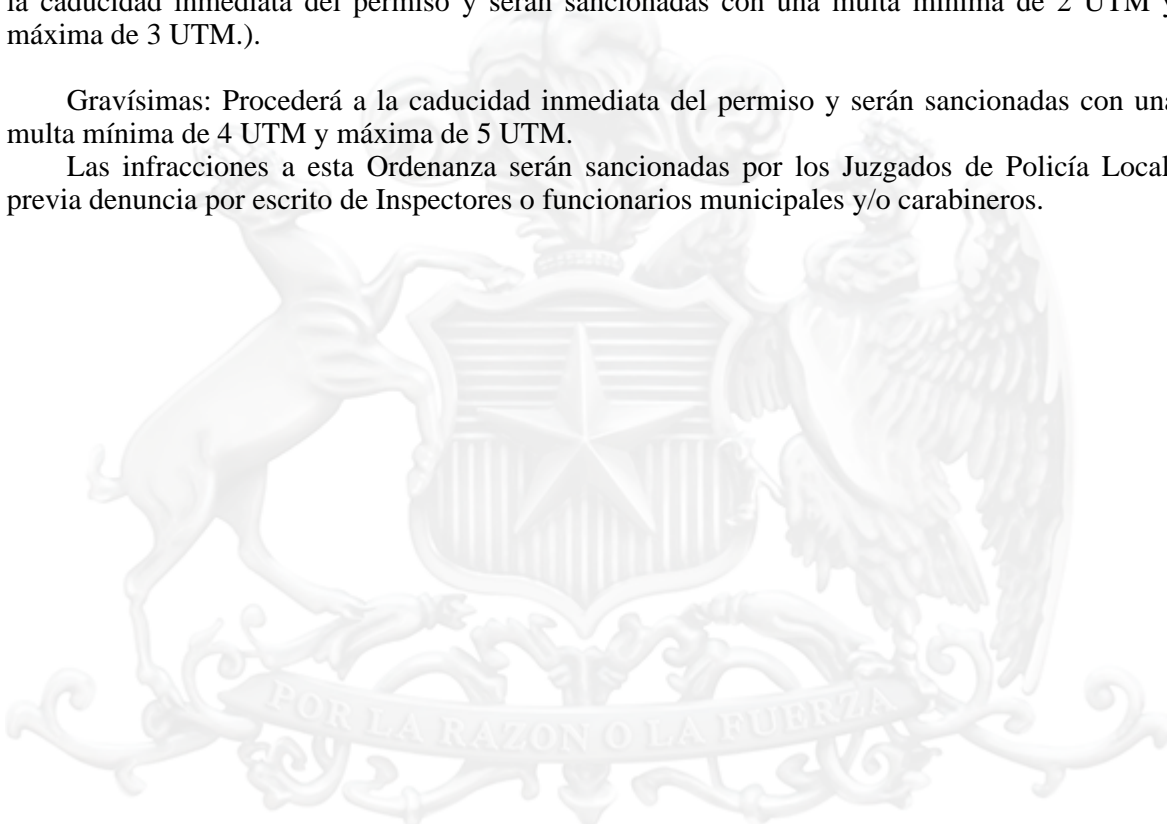 la caducidad inmediata del permiso y serán sancionadas con una multa mínima de 2 UTM y
máxima de 3 UTM.).
Gravísimas: Procederá a la caducidad inmediata del permiso y serán sancionadas con una
multa mínima de 4 UTM y máxima de 5 UTM.
Las infracciones a esta Ordenanza serán sancionadas por los Juzgados de Policía Local
previa denuncia por escrito de Inspectores o funcionarios municipales y/o carabineros.
POR LA RAZON O LA FUERZA